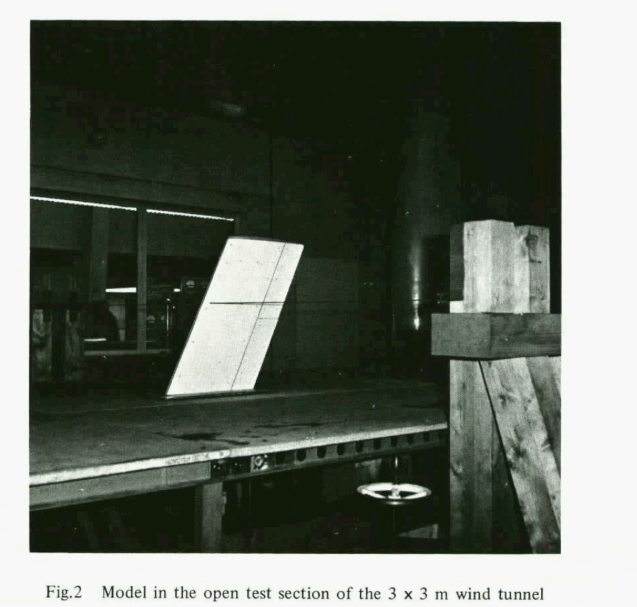 Fig.2 Model in the open test section of the 3 x 3 m wind tunnel